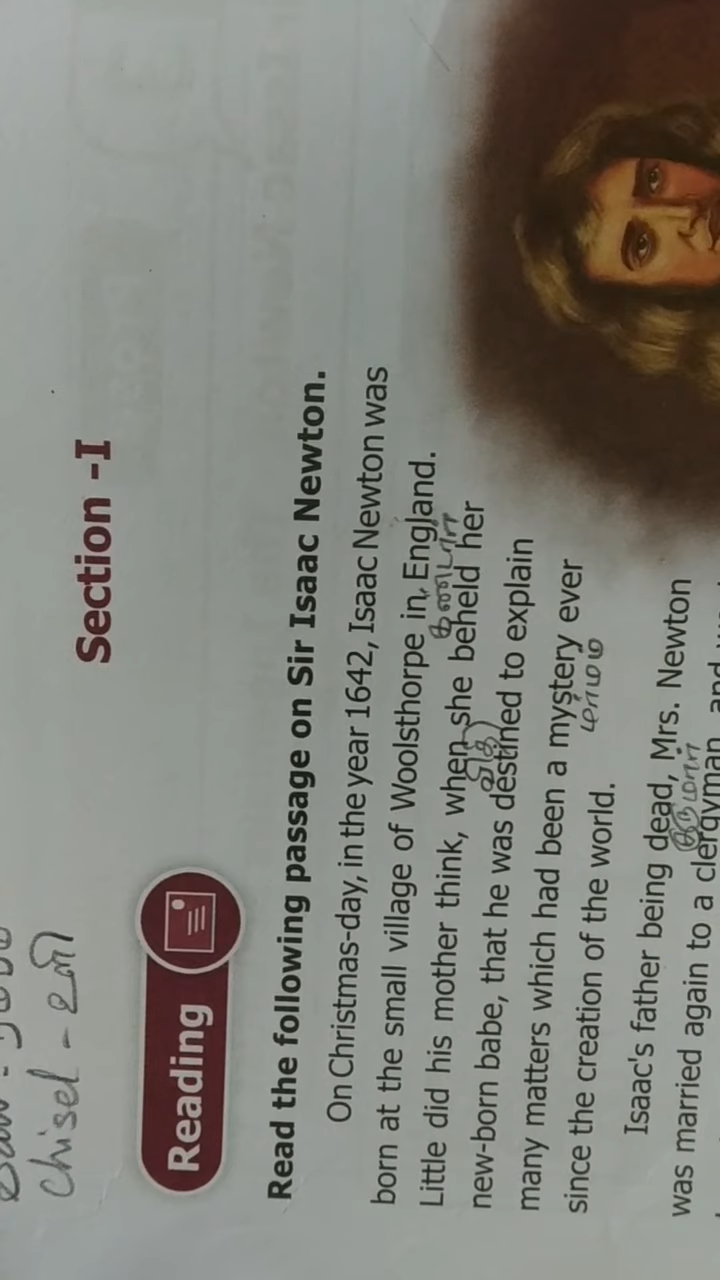 Chisel - உளி
Section -I
Reading
Read the following passage on Sir Isaac Newton.
On Christmas-day, in the year 1642, Isaac Newton was
born at the small village of Woolsthorpe in England.
கண்டாள்
Little did his mother think, when she beheld her
விதி
new-born babe, that he was destined to explain
many matters which had been a mystery ever
மாமம்
since the creation of the world.
Isaac's father being dead, Mrs. Newton
was married again to a clergyman, and